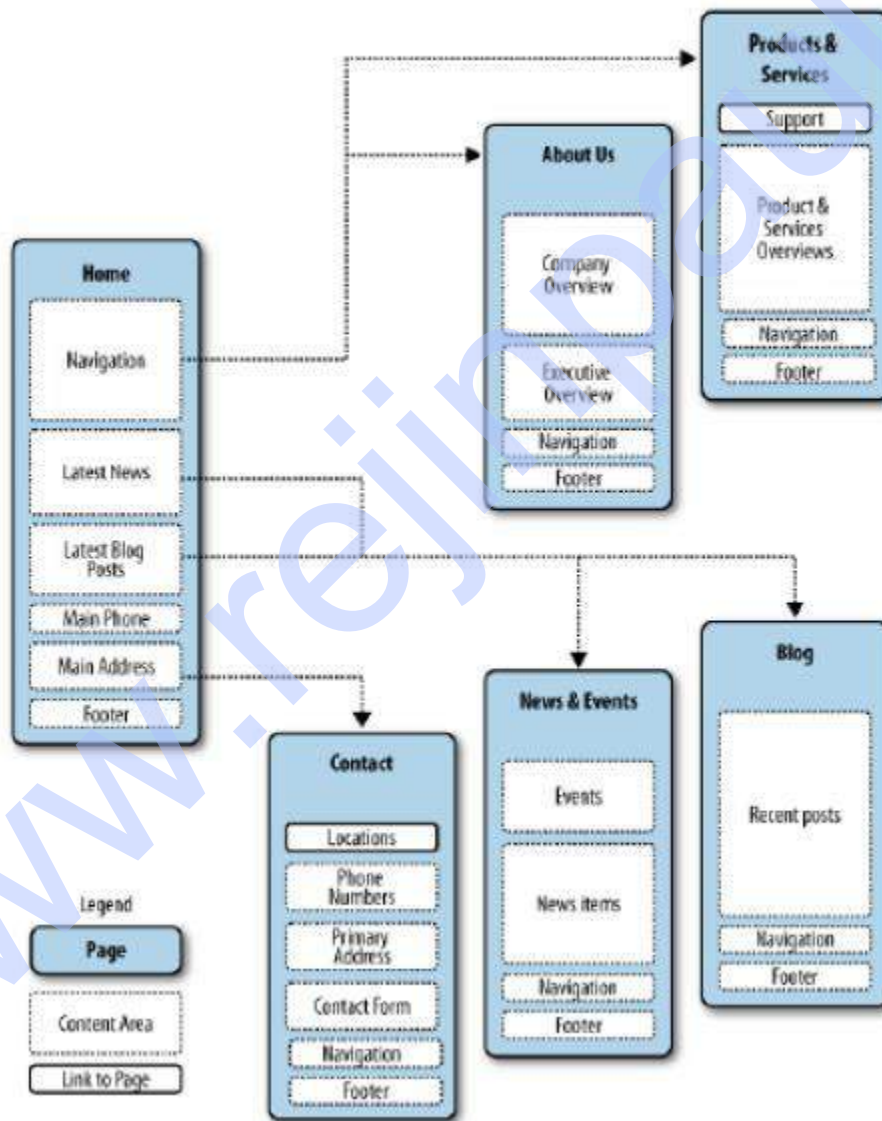 Products &
Services
Support
Product &
Services
Overviews
Navigation
Footer
About Us
Company
Overview
Executive
Overview
Navigation
Footer
Home
Navigation
Latest News
Latest Blog
Posts
Main Phone
Main Address
Footer
Contact
Locations
Phone
Numbers
Primary
Address
Contact Form
Navigation
Footer
News & Events
Events
News items
Navigation
Footer
Blog
Recent posts
Navigation
Footer
Legend
Page
Content Area
Link to Page
www.rejinpaul